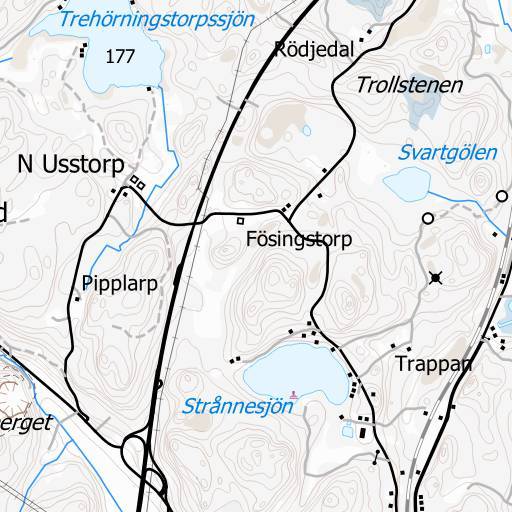 Trehörningstorpssjön
177
Rödjedal
Trollstenen
Svartgölen
N Usstorp
d
Fösingstorp
Pipplarp
Trappan
Strånnesjön
erget